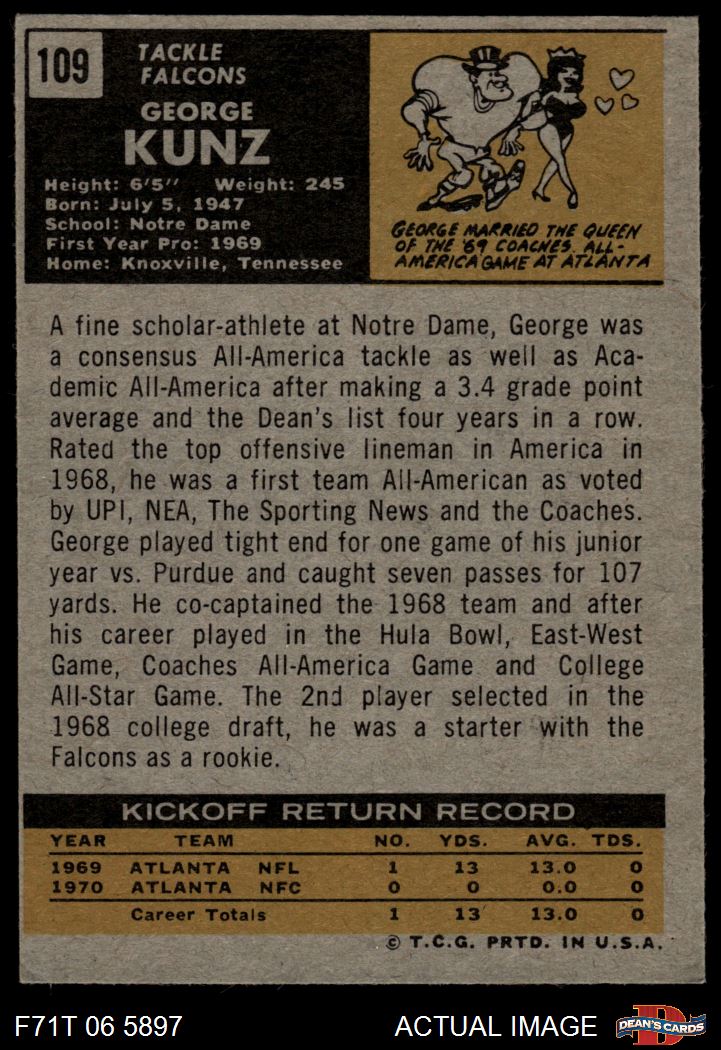 109
TACKLE
FALCONS
GEORGE
KUNZ
Height: 6'5" Weight: 245
Born: July 5, 1947
School: Notre Dame
First Year Pro: 1969
Home: Knoxville, Tennessee
GEORGE MARRIED THE QUEEN
OF THE '69 COACHES ALL-
AMERICA GAME AT ATLANTA
A fine scholar-athlete at Notre Dame, George was
a consensus All-America tackle as well as Aca-
demic All-America after making a 3.4 grade point
average and the Dean's list four years in a row.
Rated the top offensive lineman in America in
1968, he was a first team All-American as voted
by UPI, NEA, The Sporting News and the Coaches.
George played tight end for one game of his junior
year vs. Purdue and caught seven passes for 107
yards. He co-captained the 1968 team and after
his career played in the Hula Bowl, East-West
Game, Coaches All-America Game and College
All-Star Game. The 2nd player selected in the
1968 college draft, he was a starter with the
Falcons as a rookie.
KICKOFF RETURN RECORD
YEAR TEAM NO. YDS. AVG. TDS.
1969 ATLANTA NFL 1 13 13.0 0
1970 ATLANTA NFC 0 0 0.0 0
Career Totals 1 13 13.0 0
© T.C.G. PRTD. IN U.S.A.
F71T 06 5897 ACTUAL IMAGE
D
DEAN'S CARDS